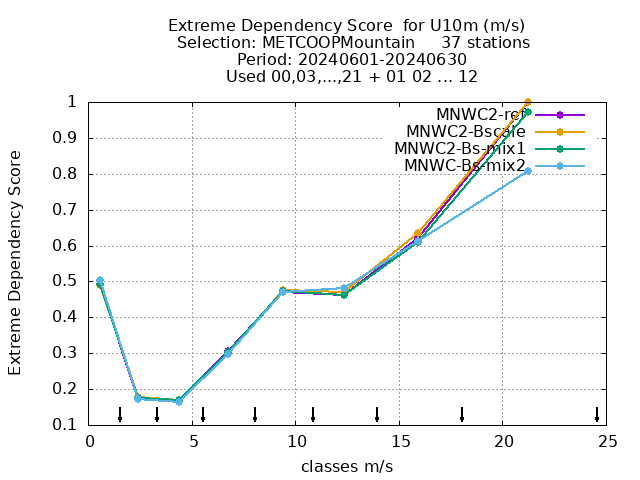 Extreme Dependency Score  for U10m (m/s)
Selection: METCOOPMountain     37 stations
Period: 20240601-20240630
Used 00,03,...,21 + 01 02 ... 12
MNWC2-ref
MNWC2-Bscale
MNWC2-Bs-mix1
MNWC-Bs-mix2
Extreme Dependency Score
1
0.9
0.8
0.7
0.6
0.5
0.4
0.3
0.2
0.1
0 5 10 15 20 25
classes m/s